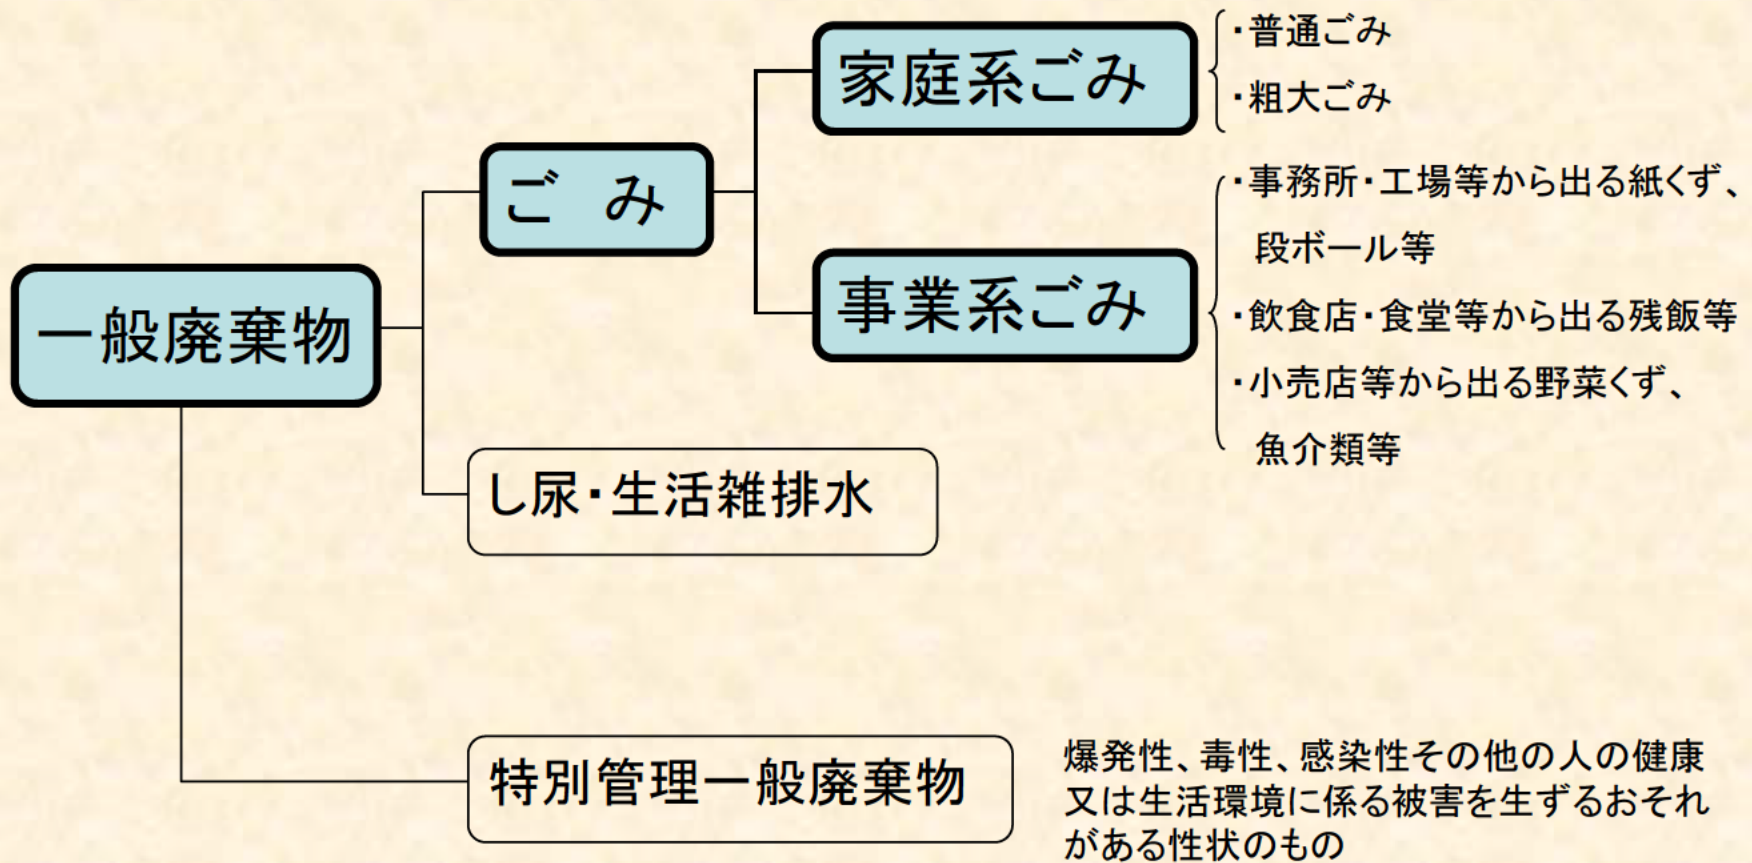 一般廃棄物
ご　み
家庭系ごみ
・普通ごみ
・粗大ごみ
事業系ごみ
・事務所・工場等から出る紙くず、
段ボール等
・飲食店・食堂等から出る残飯等
・小売店等から出る野菜くず、
魚介類等
し尿・生活雑排水
特別管理一般廃棄物
爆発性、毒性、感染性その他の人の健康
又は生活環境に係る被害を生ずるおそれ
がある性状のもの